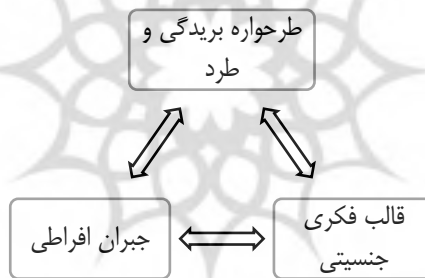 طرحواره بریدگی و
طرد
قالب فکری
جنسیتی
جبران افراطی